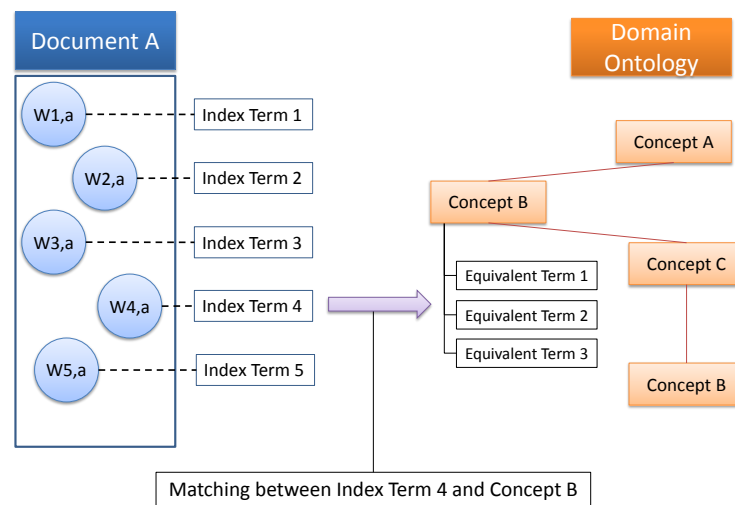 Document A
Domain
Ontology
W1,a
Index Term 1
Concept A
W2,a
Index Term 2
Concept B
W3,a
Index Term 3
Concept C
Equivalent Term 1
W4,a
Index Term 4
Equivalent Term 2
Equivalent Term 3
W5,a
Index Term 5
Concept B
Matching between Index Term 4 and Concept B